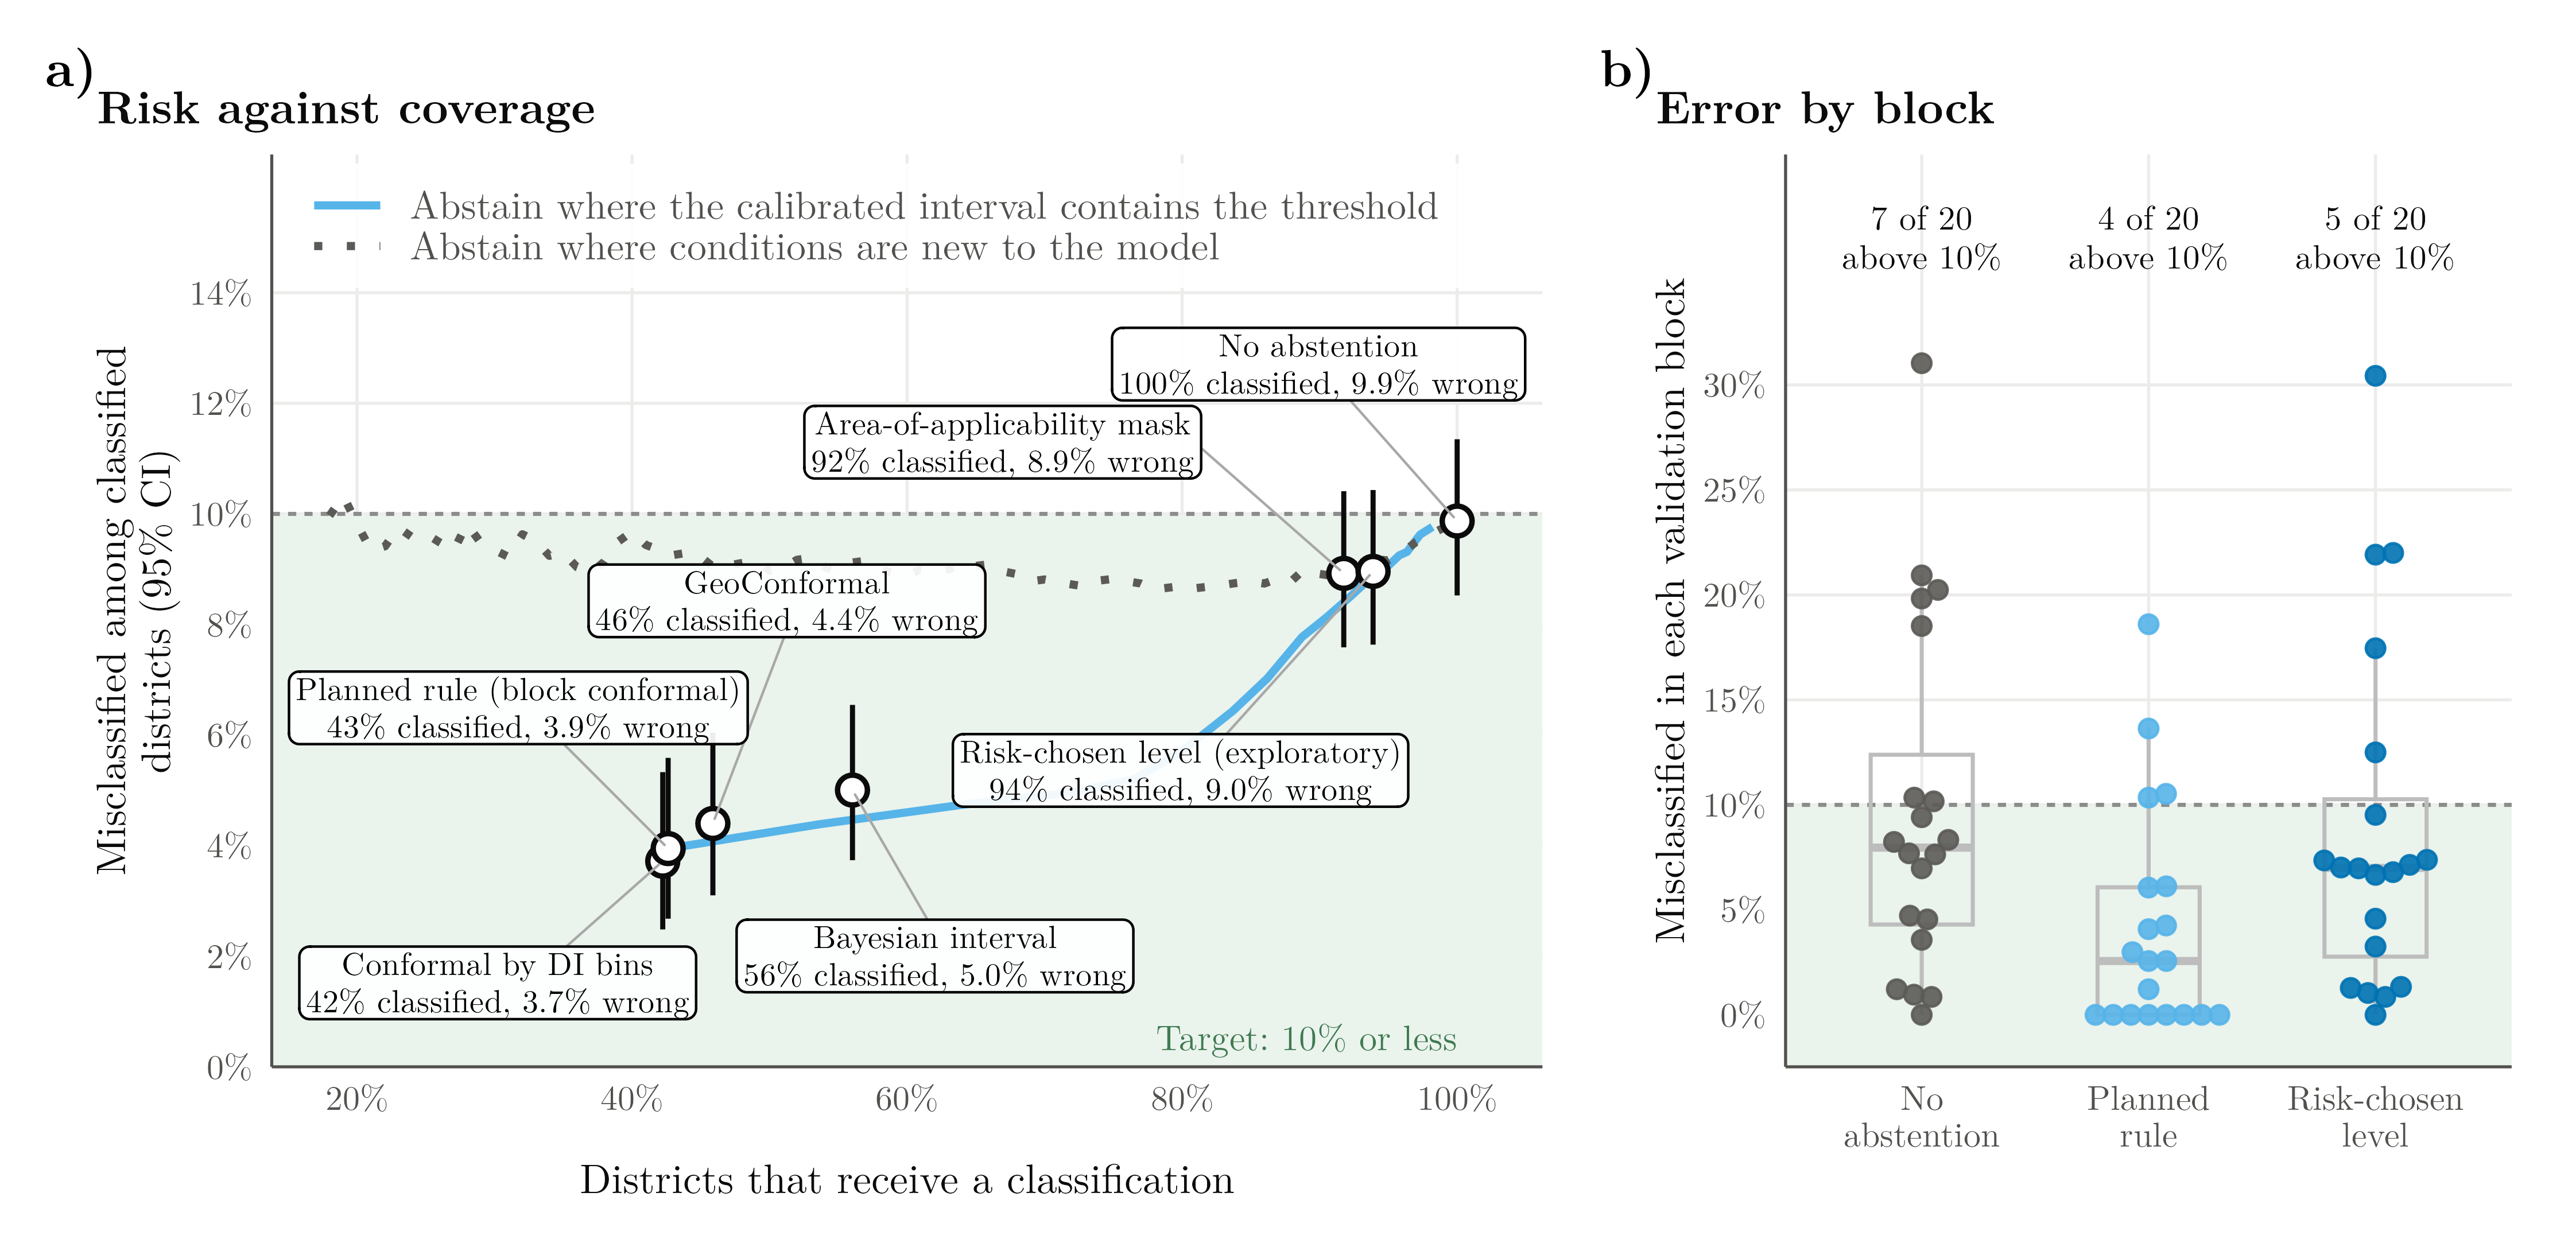 a)
Risk against coverage
Abstain where the calibrated interval contains the threshold
Abstain where conditions are new to the model
Misclassified among classified
districts (95% CI)
14%
12%
10%
8%
6%
4%
2%
0%
No abstention
100% classified, 9.9% wrong
Area-of-applicability mask
92% classified, 8.9% wrong
GeoConformal
46% classified, 4.4% wrong
Planned rule (block conformal)
43% classified, 3.9% wrong
Risk-chosen level (exploratory)
94% classified, 9.0% wrong
Bayesian interval
56% classified, 5.0% wrong
Conformal by DI bins
42% classified, 3.7% wrong
Target: 10% or less
20%
40%
60%
80%
100%
Districts that receive a classification
b)
Error by block
7 of 20
above 10%
4 of 20
above 10%
5 of 20
above 10%
Misclassified in each validation block
30%
25%
20%
15%
10%
5%
0%
No
abstention
Planned
rule
Risk-chosen
level